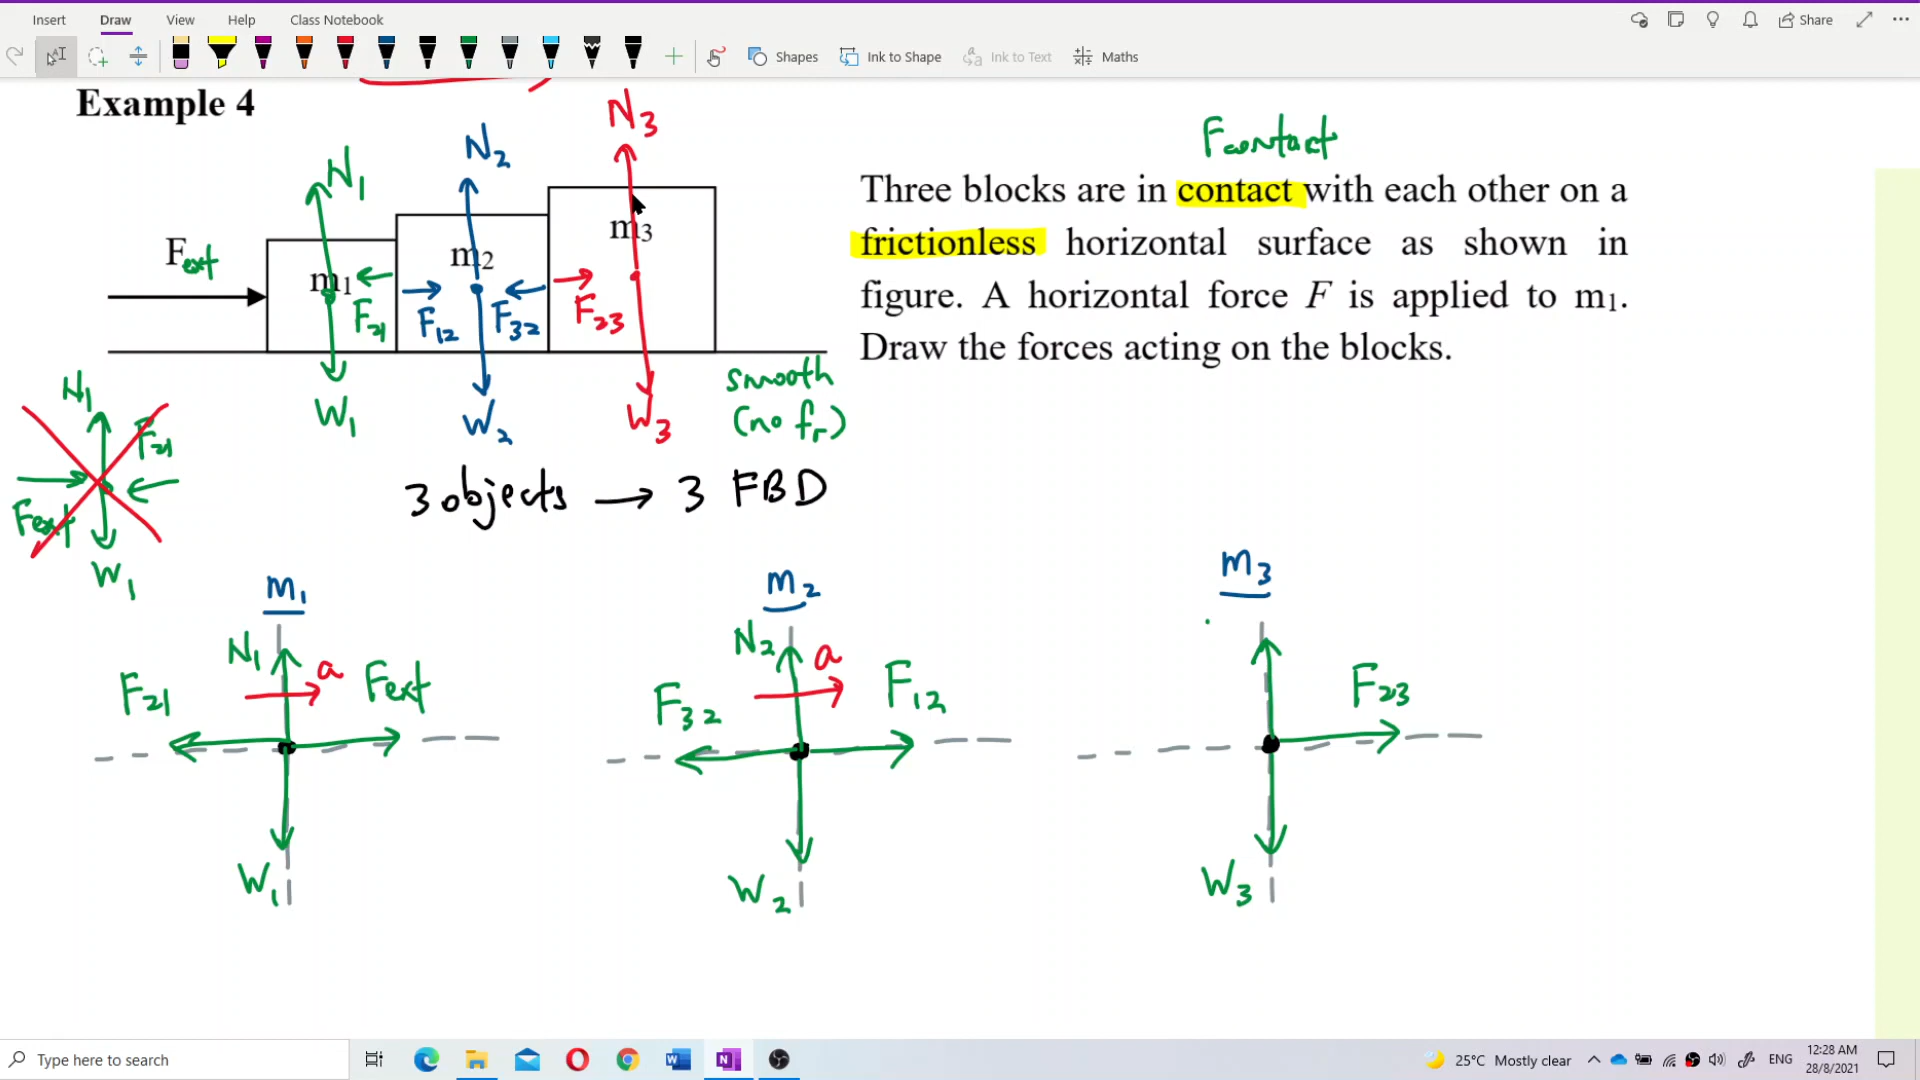 Insert Draw View Help Class Notebook Share
Shapes Ink to Shape Ink to Text Maths
Example 4
N3
N2
N1
Fcontact
Three blocks are in contact with each other on a
frictionless horizontal surface as shown in
figure. A horizontal force F is applied to m1.
Draw the forces acting on the blocks.
Fext
m1
m2
m3
F21
F12
F32
F23
smooth
(no fr)
W1
W2
W3
N1
F21
Fext
W1
3 objects → 3 FBD
m1
m2
m3
N1
a
F21
Fext
W1
N2
a
F32
F12
W2
F23
W3
Type here to search
25°C Mostly clear
ENG
12:28 AM
28/8/2021